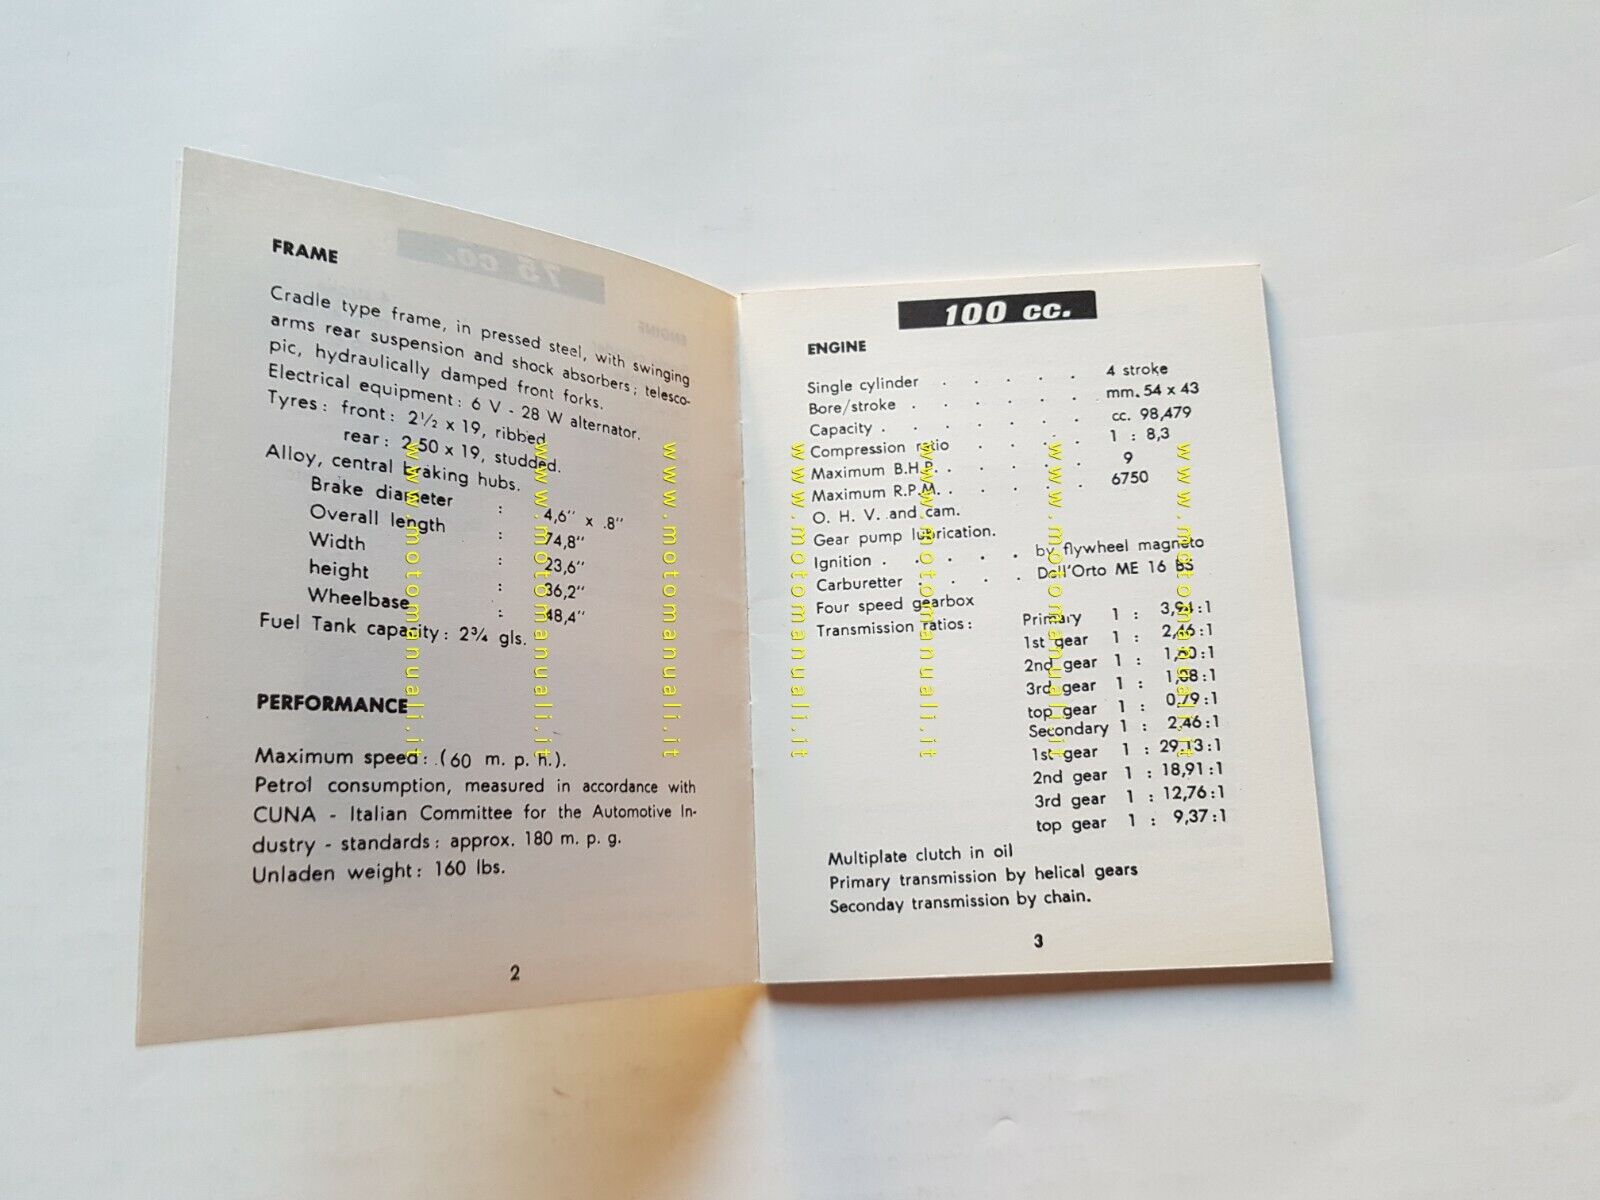 FRAME
Cradle type frame, in pressed steel, with swinging
arms rear suspension and shock absorbers; telesco-
pic, hydraulically damped front forks.
Electrical equipment: 6 V - 28 W alternator.
Tyres: front: 2½ x 19, ribbed
rear: 2.50 x 19, studded.
Alloy, central braking hubs.
Brake diameter : 4,6" x .8"
Overall length : 74,8"
Width : 23,6"
height : 36,2"
Wheelbase : 48,4"
Fuel Tank capacity: 2¾ gls.
PERFORMANCE
Maximum speed: (60 m. p. h.).
Petrol consumption, measured in accordance with
CUNA - Italian Committee for the Automotive In-
dustry - standards: approx. 180 m. p. g.
Unladen weight: 160 lbs.
2
75 cc.
ENGINE
100 cc.
ENGINE
Single cylinder . . . . . 4 stroke
Bore/stroke . . . . . . mm. 54 x 43
Capacity . . . . . . cc. 98,479
Compression ratio . . . . 1 : 8,3
Maximum B.H.P. . . . . . 9
Maximum R.P.M. . . . . . 6750
O. H. V. and cam.
Gear pump lubrication.
Ignition . . . . . by flywheel magneto
Carburetter . . . . Dell'Orto ME 16 BS
Four speed gearbox
Transmission ratios: Primary 1 : 3,94:1
1st gear 1 : 2,46:1
2nd gear 1 : 1,60:1
3rd gear 1 : 1,08:1
top gear 1 : 0,79:1
Secondary 1 : 2,46:1
1st gear 1 : 29,13:1
2nd gear 1 : 18,91:1
3rd gear 1 : 12,76:1
top gear 1 : 9,37:1
Multiplate clutch in oil
Primary transmission by helical gears
Seconday transmission by chain.
3
www.motomanuali.it
www.motomanuali.it
www.motomanuali.it
www.motomanuali.it
www.motomanuali.it
www.motomanuali.it
www.motomanuali.it